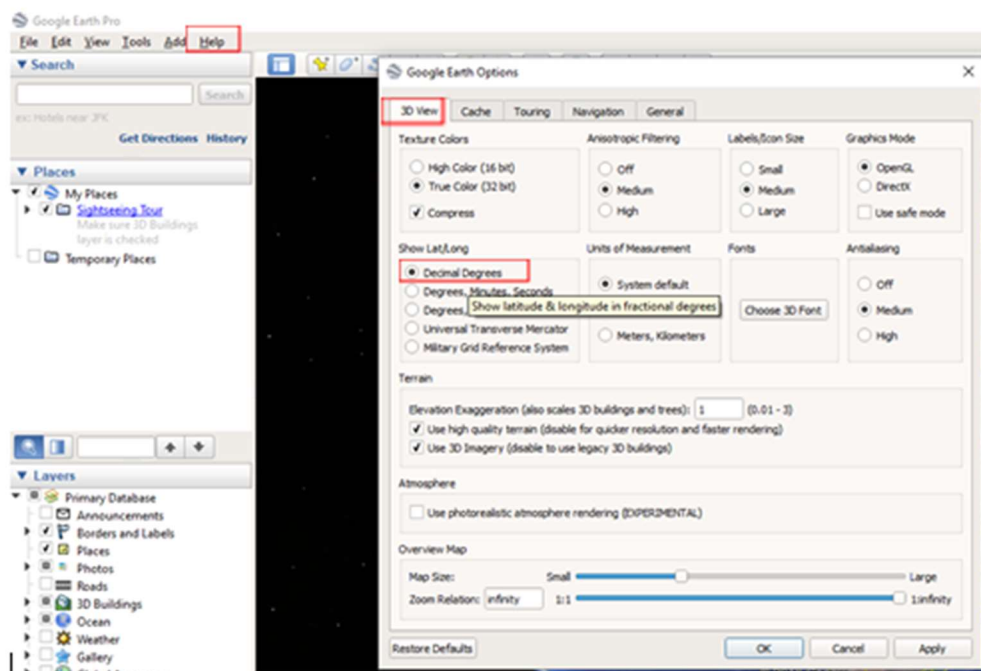 Google Earth Pro
File Edit View Tools Add Help
Search
Search
ex: Hotels near JFK
Get Directions History
Places
My Places
Sightseeing Tour
Make sure 3D Buildings
layer is checked
Temporary Places
Layers
Primary Database
Announcements
Borders and Labels
Places
Photos
Roads
3D Buildings
Ocean
Weather
Gallery
Google Earth Options
3D View Cache Touring Navigation General
Texture Colors
High Color (16 bit)
True Color (32 bit)
Compress
Anisotropic Filtering
Off
Medium
High
Labels/Icon Size
Small
Medium
Large
Graphics Mode
OpenGL
DirectX
Use safe mode
Show Lat/Long
Decimal Degrees
Degrees, Minutes, Seconds
Degrees,
Show latitude & longitude in fractional degrees
Universal Transverse Mercator
Military Grid Reference System
Units of Measurement
System default
Meters, Kilometers
Fonts
Choose 3D Font
Antialiasing
Off
Medium
High
Terrain
Elevation Exaggeration (also scales 3D buildings and trees): 1 (0.01 - 3)
Use high quality terrain (disable for quicker resolution and faster rendering)
Use 3D Imagery (disable to use legacy 3D buildings)
Atmosphere
Use photorealistic atmosphere rendering (EXPERIMENTAL)
Overview Map
Map Size: Small Large
Zoom Relation: infinity 1:1 1:infinity
Restore Defaults OK Cancel Apply